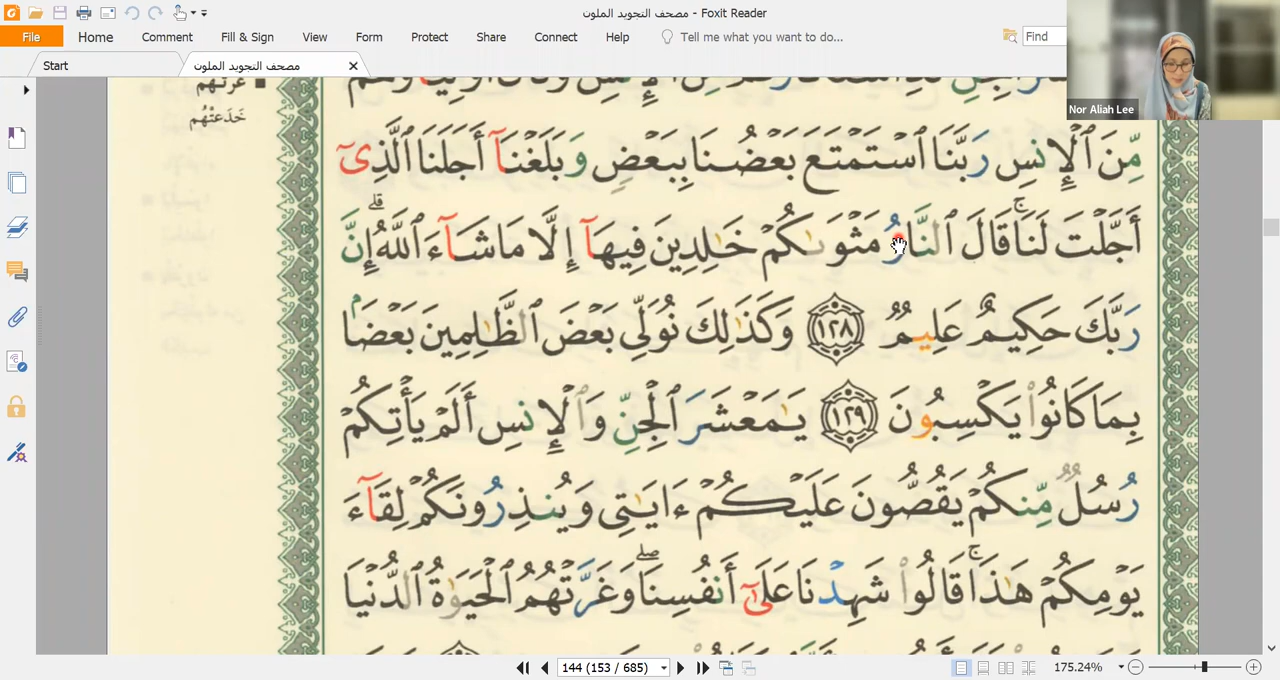 مصحف التجويد الملون - Foxit Reader
File Home Comment Fill & Sign View Form Protect Share Connect Help Tell me what you want to do... Find
Start مصحف التجويد الملون
Nor Aliah Lee
غرتهم
خَدَعَتْهُم
مِّنَ ٱلْإِنسِ رَبَّنَا ٱسْتَمْتَعَ بَعْضُنَا بِبَعْضٍ وَبَلَغْنَآ أَجَلَنَا ٱلَّذِىٓ
أَجَّلْتَ لَنَا ۚ قَالَ ٱلنَّارُ مَثْوَىٰكُمْ خَٰلِدِينَ فِيهَآ إِلَّا مَا شَآءَ ٱللَّهُ ۗ إِنَّ
رَبَّكَ حَكِيمٌ عَلِيمٌ ١٢٨ وَكَذَٰلِكَ نُوَلِّى بَعْضَ ٱلظَّٰلِمِينَ بَعْضًۢا
بِمَا كَانُوا۟ يَكْسِبُونَ ١٢٩ يَٰمَعْشَرَ ٱلْجِنِّ وَٱلْإِنسِ أَلَمْ يَأْتِكُمْ
رُسُلٌ مِّنكُمْ يَقُصُّونَ عَلَيْكُمْ ءَايَٰتِى وَيُنذِرُونَكُمْ لِقَآءَ
يَوْمِكُمْ هَٰذَا ۚ قَالُوا۟ شَهِدْنَا عَلَىٰٓ أَنفُسِنَا ۖ وَغَرَّتْهُمُ ٱلْحَيَوٰةُ ٱلدُّنْيَا
144 (153 / 685) 175.24%